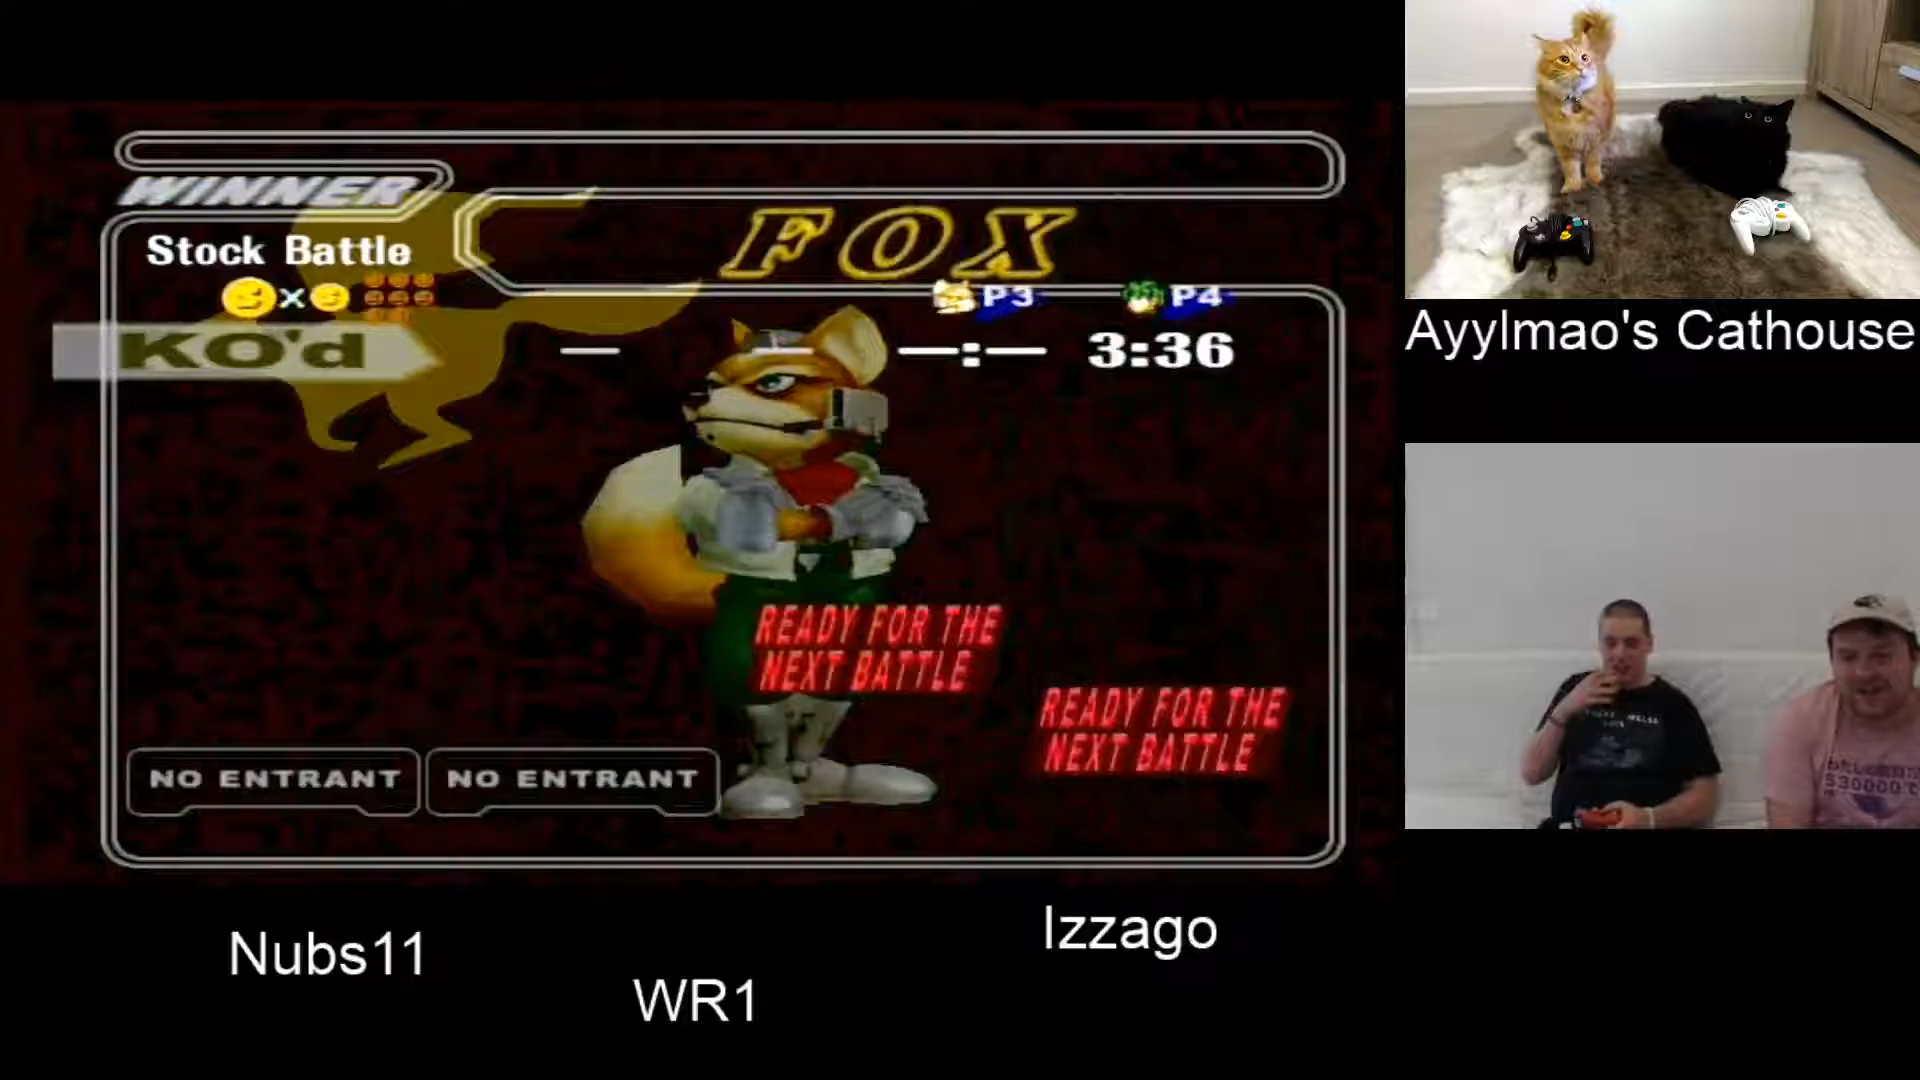 WINNER
Stock Battle
FOX
P3
P4
KO'd
3:36
READY FOR THE
NEXT BATTLE
READY FOR THE
NEXT BATTLE
NO ENTRANT
NO ENTRANT
Ayylmao's Cathouse
Nubs11
Izzago
WR1